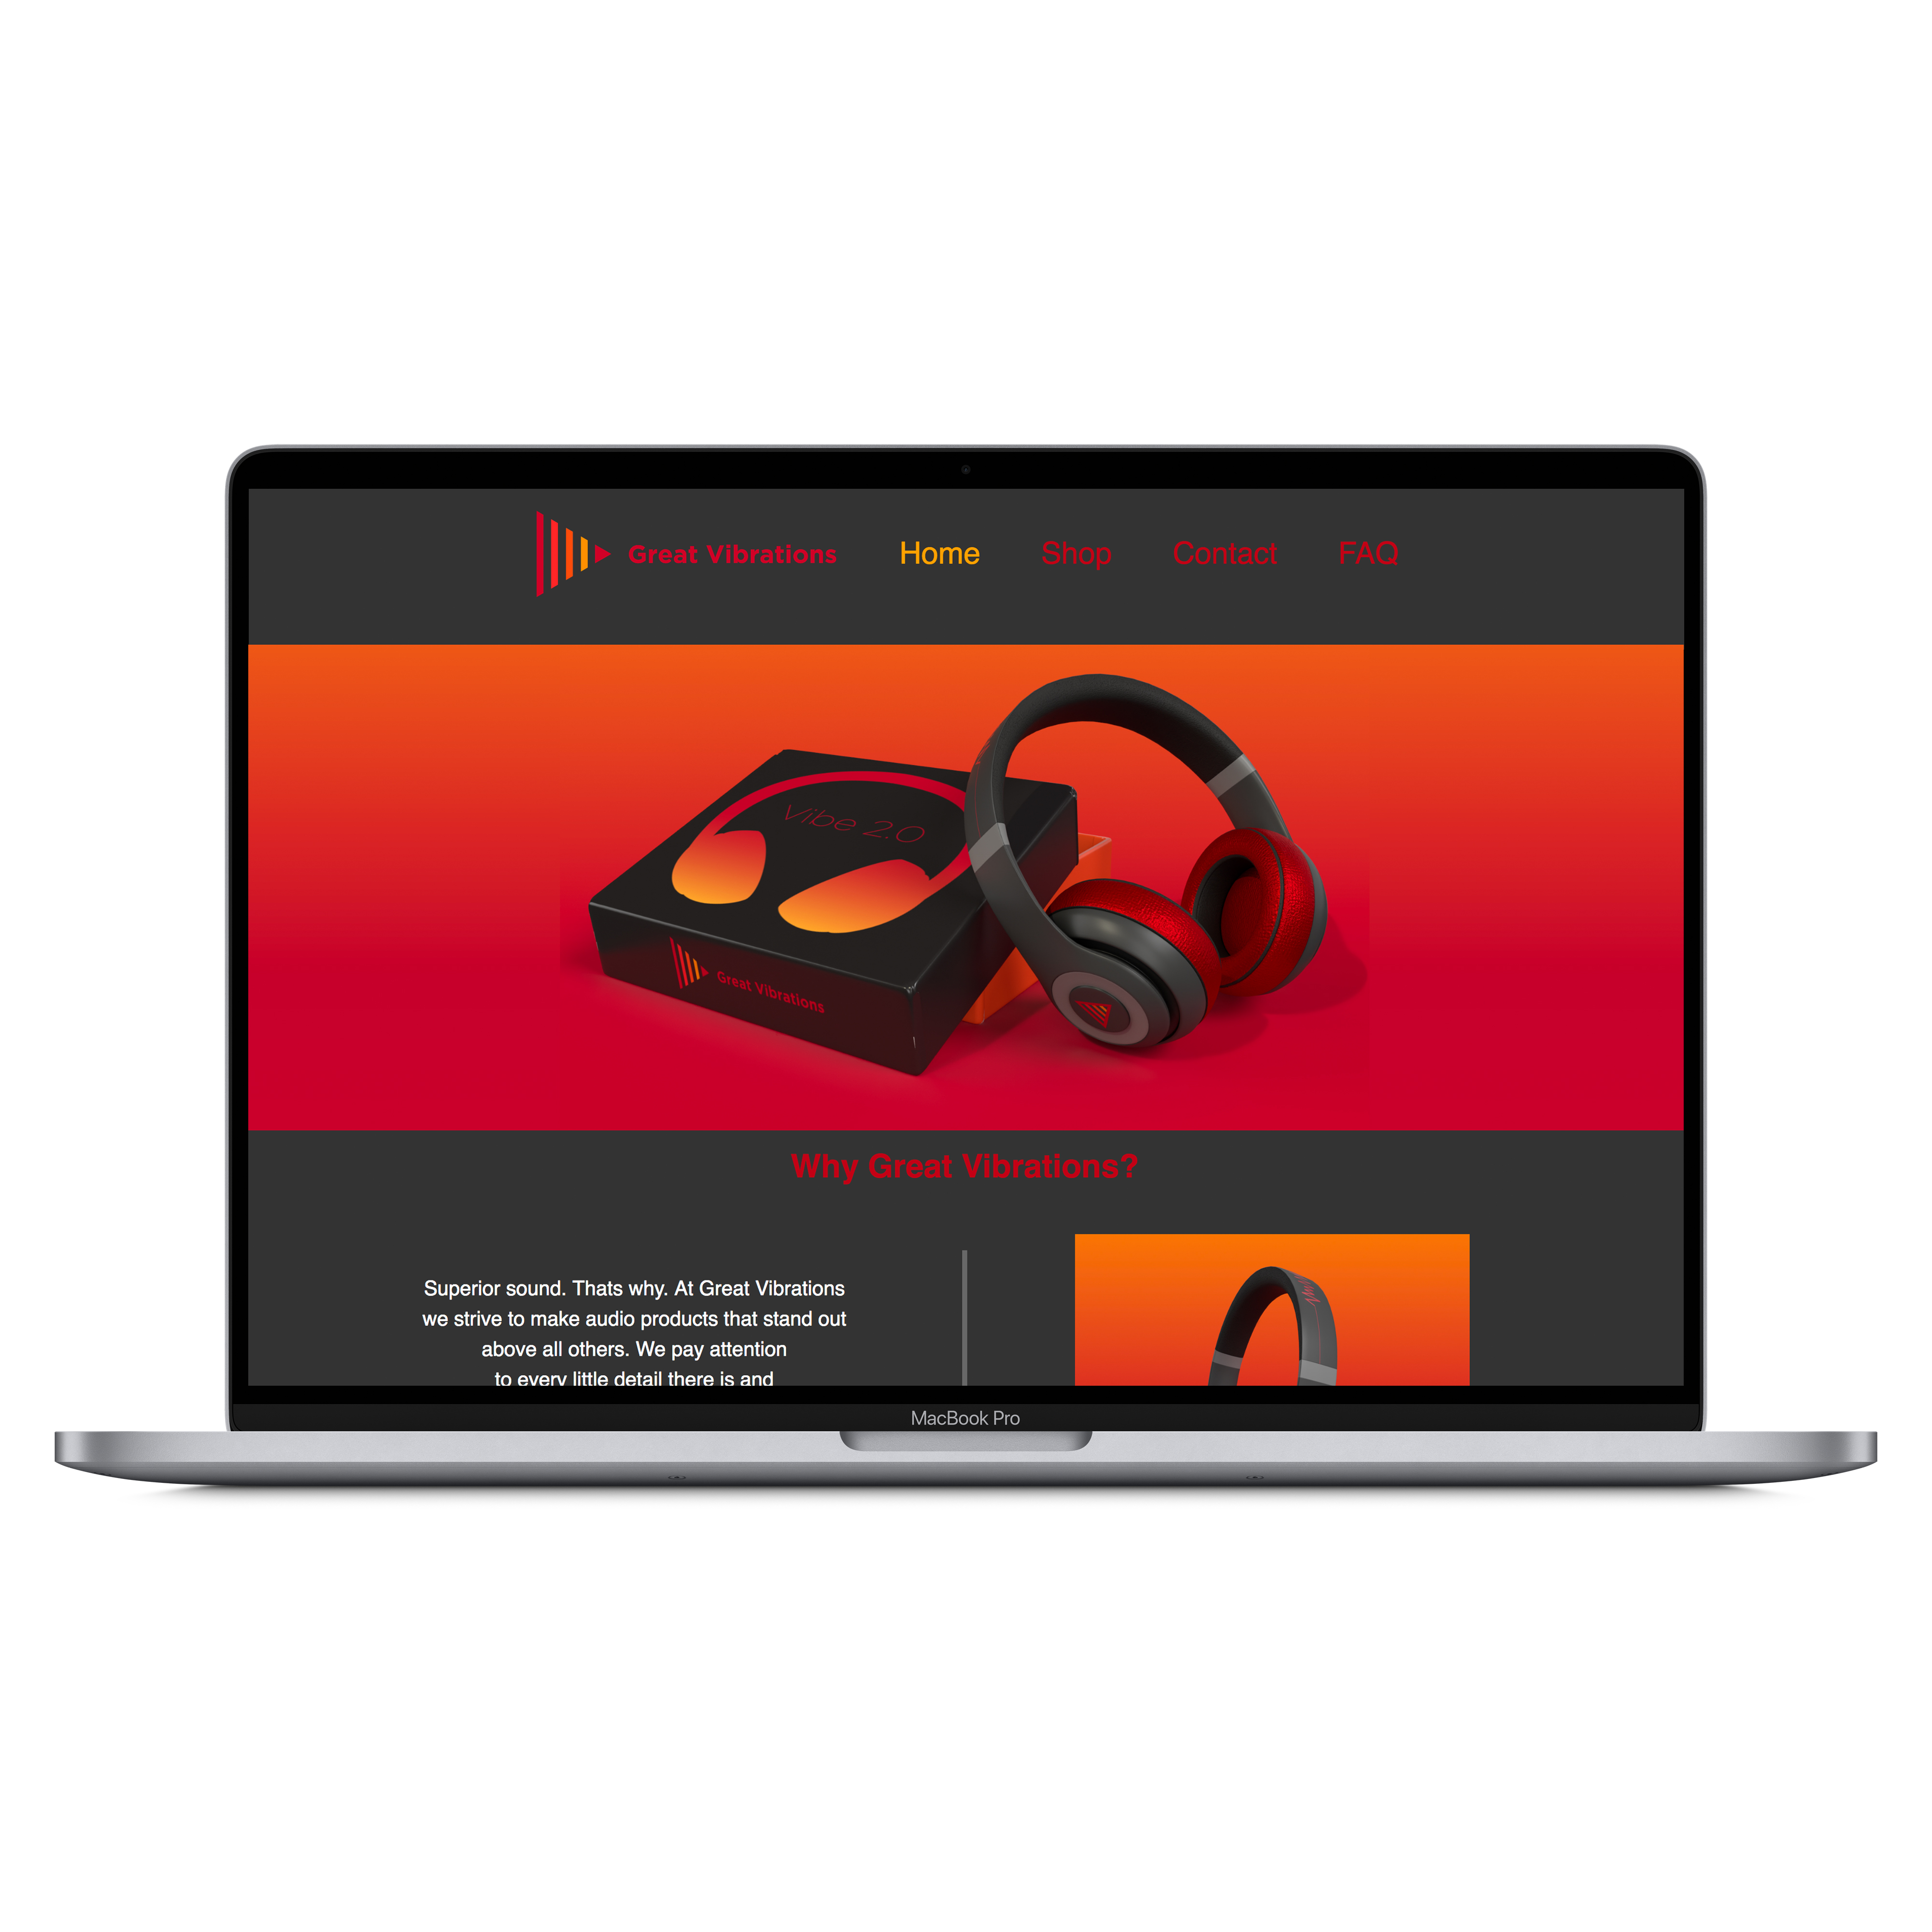 Great Vibrations
Home
Shop
Contact
FAQ
Vibe 2.0
Great Vibrations
Why Great Vibrations?
Superior sound. Thats why. At Great Vibrations
we strive to make audio products that stand out
above all others. We pay attention
to every little detail there is and
MacBook Pro